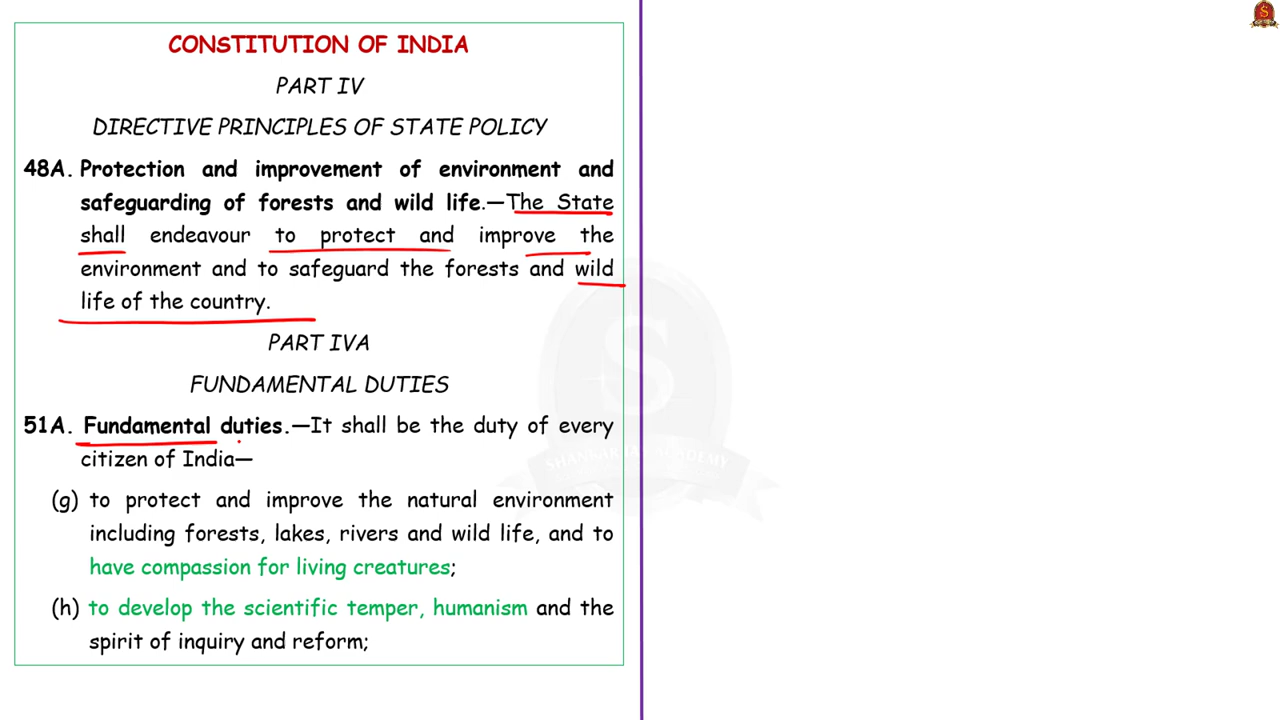 CONSTITUTION OF INDIA
PART IV
DIRECTIVE PRINCIPLES OF STATE POLICY
48A. Protection and improvement of environment and
safeguarding of forests and wild life.—The State
shall endeavour to protect and improve the
environment and to safeguard the forests and wild
life of the country.
PART IVA
FUNDAMENTAL DUTIES
51A. Fundamental duties.—It shall be the duty of every
citizen of India—
(g) to protect and improve the natural environment
including forests, lakes, rivers and wild life, and to
have compassion for living creatures;
(h) to develop the scientific temper, humanism and the
spirit of inquiry and reform;